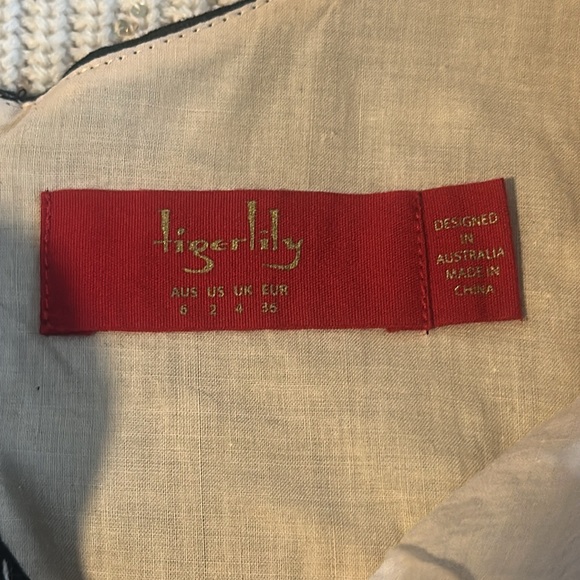 tigerlily
AUS US UK EUR
6 2 4 36
DESIGNED
IN
AUSTRALIA
MADE IN
CHINA